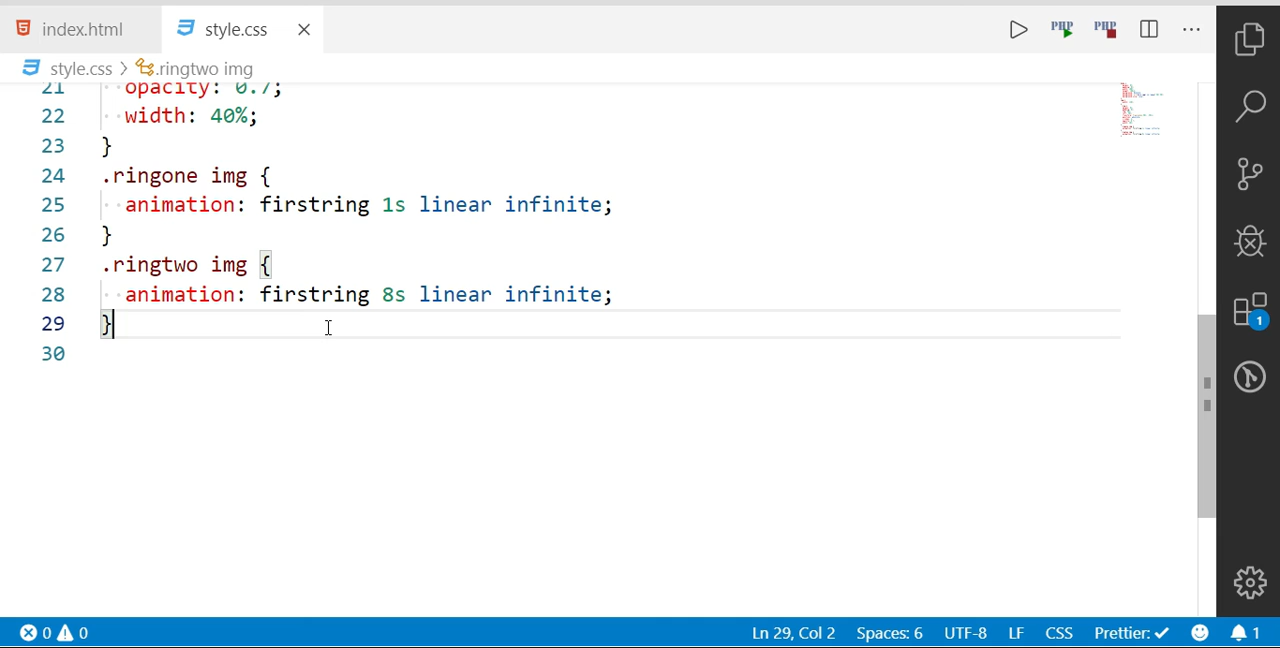 index.html
style.css
PHP
PHP
style.css
.ringtwo img
21 opacity: 0.7;
22 width: 40%;
23 }
24 .ringone img {
25 animation: firstring 1s linear infinite;
26 }
27 .ringtwo img {
28 animation: firstring 8s linear infinite;
29 }
30
1
0 0
Ln 29, Col 2
Spaces: 6
UTF-8
LF
CSS
Prettier:
1